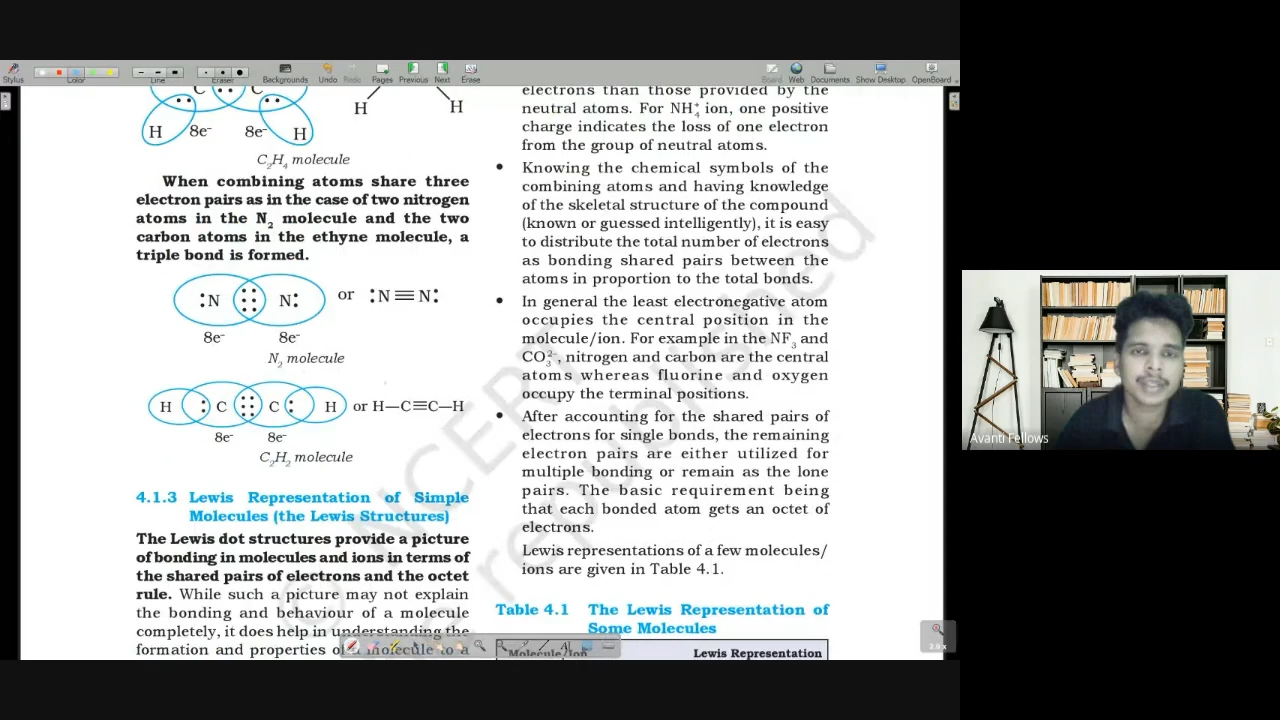 Stylus Color Line Eraser Backgrounds Undo Redo Pages Previous Next Erase Board Web Documents Show Desktop OpenBoard
C C
H 8e⁻ 8e⁻ H
H H
C₂H₄ molecule
When combining atoms share three
electron pairs as in the case of two nitrogen
atoms in the N₂ molecule and the two
carbon atoms in the ethyne molecule, a
triple bond is formed.
:N :: N: or :N≡N:
8e⁻ 8e⁻
N₂ molecule
H : C :: C : H or H—C≡C—H
8e⁻ 8e⁻
C₂H₂ molecule
4.1.3 Lewis Representation of Simple
Molecules (the Lewis Structures)
The Lewis dot structures provide a picture
of bonding in molecules and ions in terms of
the shared pairs of electrons and the octet
rule. While such a picture may not explain
the bonding and behaviour of a molecule
completely, it does help in understanding the
formation and properties of a molecule to a
electrons than those provided by the
neutral atoms. For NH₄⁺ ion, one positive
charge indicates the loss of one electron
from the group of neutral atoms.
• Knowing the chemical symbols of the
combining atoms and having knowledge
of the skeletal structure of the compound
(known or guessed intelligently), it is easy
to distribute the total number of electrons
as bonding shared pairs between the
atoms in proportion to the total bonds.
• In general the least electronegative atom
occupies the central position in the
molecule/ion. For example in the NF₃ and
CO₃²⁻, nitrogen and carbon are the central
atoms whereas fluorine and oxygen
occupy the terminal positions.
• After accounting for the shared pairs of
electrons for single bonds, the remaining
electron pairs are either utilized for
multiple bonding or remain as the lone
pairs. The basic requirement being
that each bonded atom gets an octet of
electrons.
Lewis representations of a few molecules/
ions are given in Table 4.1.
Table 4.1 The Lewis Representation of
Some Molecules
Molecule/Ion Lewis Representation
© NCERT
republished
2.0 x
Avanti Fellows